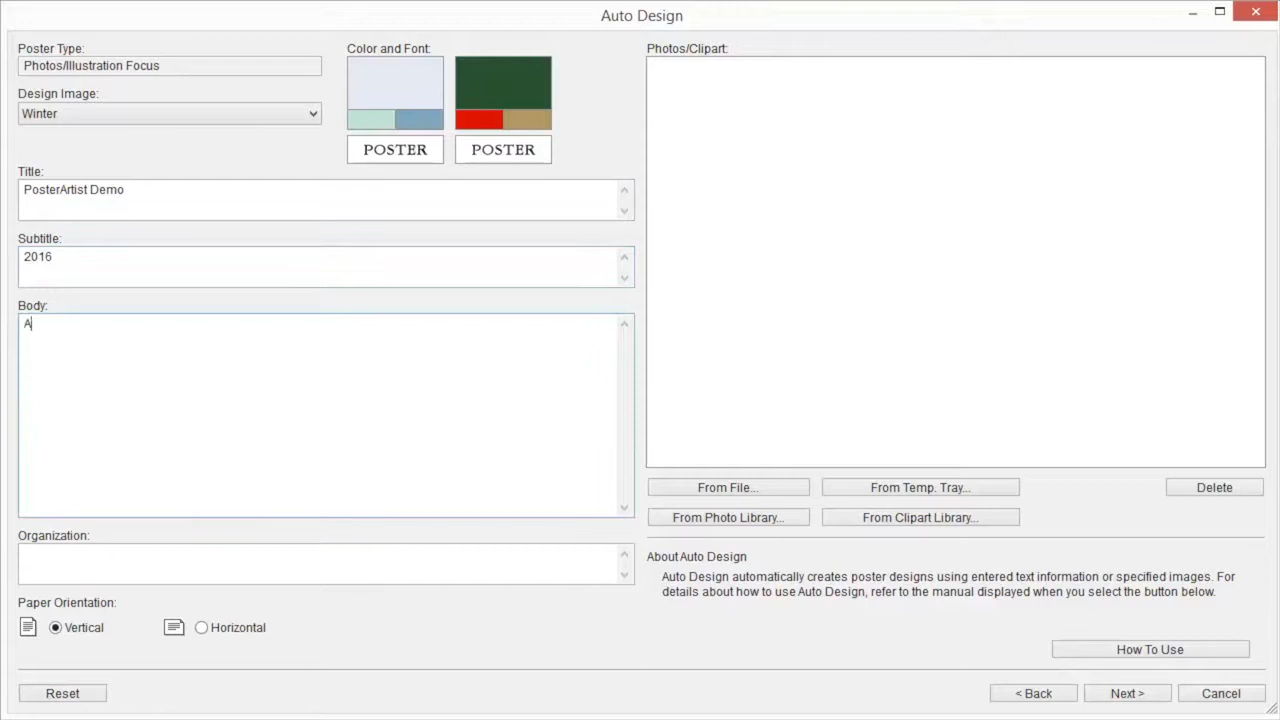 Auto Design
Poster Type:
Photos/Illustration Focus
Design Image:
Winter
Color and Font:
POSTER POSTER
Title:
PosterArtist Demo
Subtitle:
2016
Body:
A
Organization:
Paper Orientation:
Vertical Horizontal
Photos/Clipart:
From File... From Temp. Tray... Delete
From Photo Library... From Clipart Library...
About Auto Design
Auto Design automatically creates poster designs using entered text information or specified images. For
details about how to use Auto Design, refer to the manual displayed when you select the button below.
How To Use
Reset < Back Next > Cancel